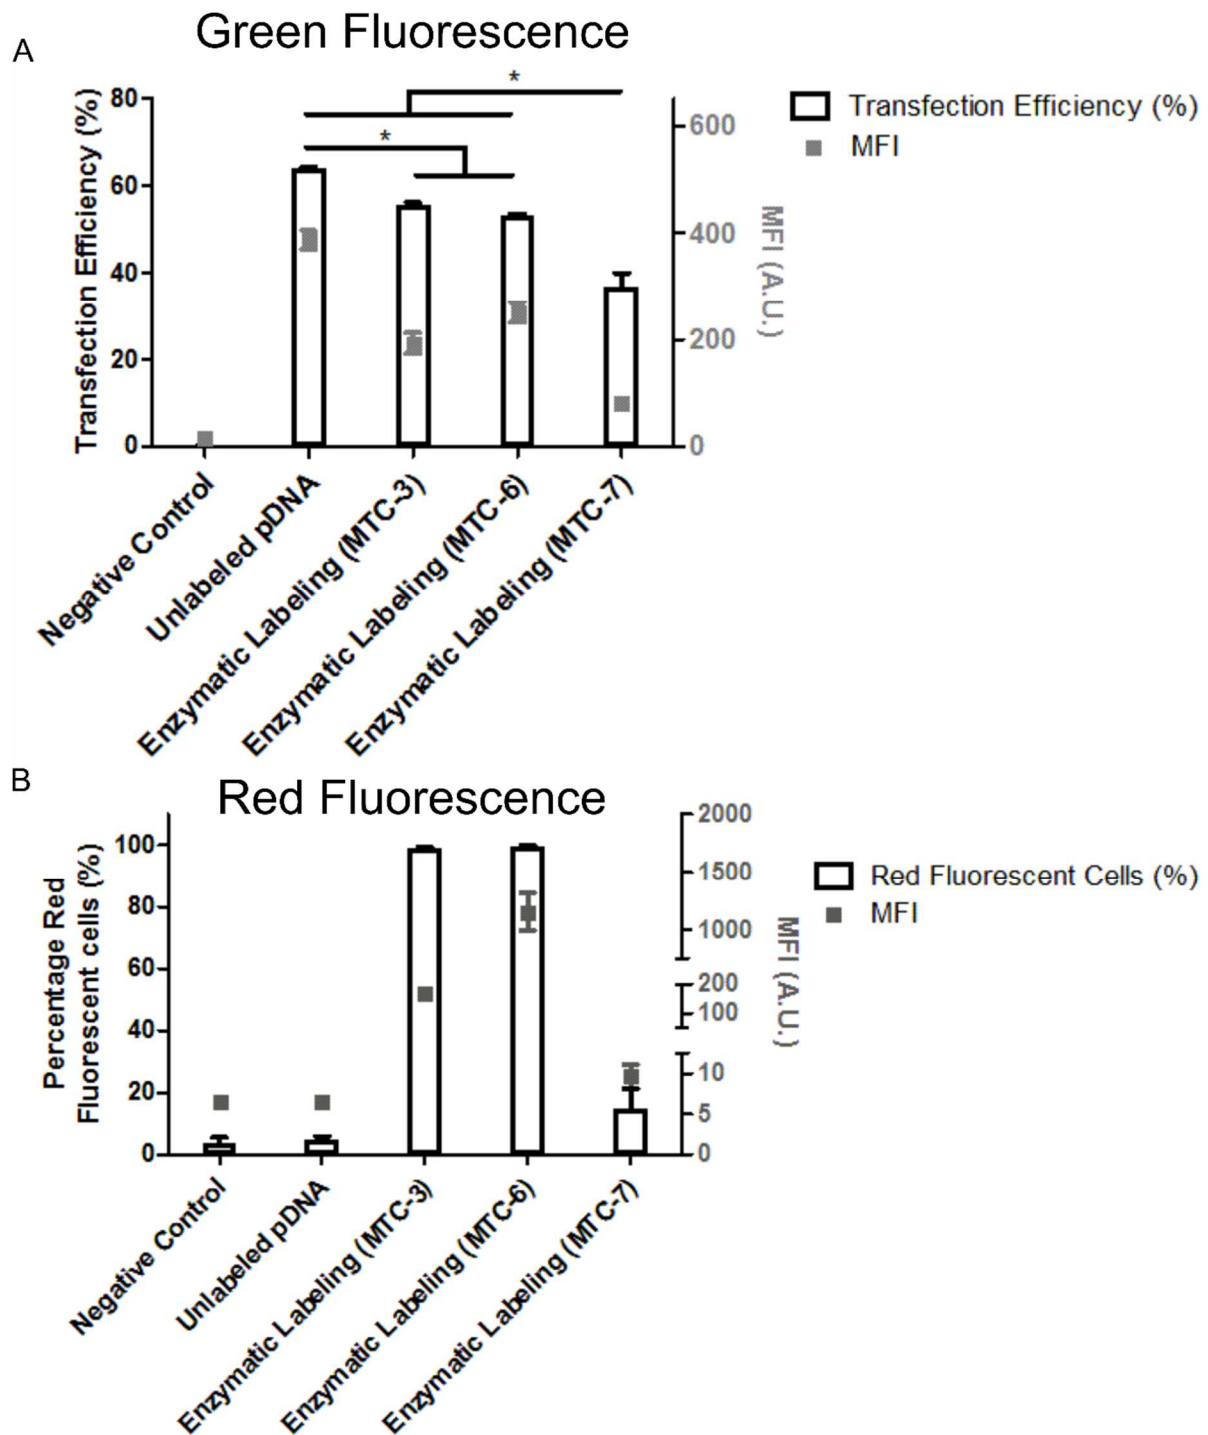 A
Green Fluorescence
*
*
Transfection Efficiency (%)
80
60
40
20
0
600
400
200
0
MFI (A.U.)
Transfection Efficiency (%)
MFI
Negative Control
Unlabeled pDNA
Enzymatic Labeling (MTC-3)
Enzymatic Labeling (MTC-6)
Enzymatic Labeling (MTC-7)
B
Red Fluorescence
Percentage Red
Fluorescent cells (%)
100
80
60
40
20
0
2000
1500
1000
200
100
10
5
0
MFI (A.U.)
Red Fluorescent Cells (%)
MFI
Negative Control
Unlabeled pDNA
Enzymatic Labeling (MTC-3)
Enzymatic Labeling (MTC-6)
Enzymatic Labeling (MTC-7)